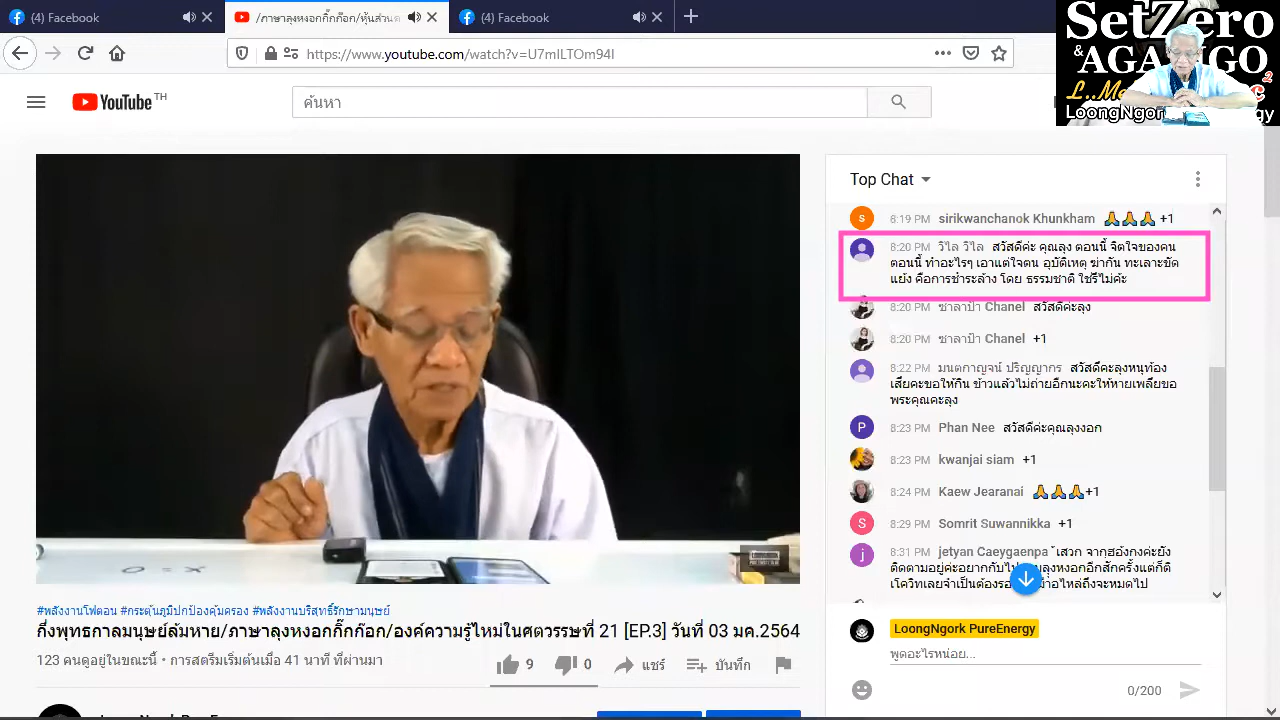 (4) Facebook
/ภาษาลุงหงอกกิ๊กก๊อก/หุ้นส่วนต
(4) Facebook
https://www.youtube.com/watch?v=U7mILTOm94I
SetZero
&
YouTube TH
ค้นหา
Top Chat
8:19 PM sirikwanchanok Khunkham 🙏🙏🙏 +1
8:20 PM วิไล วิไล สวัสดีค่ะ คุณลุง ตอนนี้ จิตใจของคน
ตอนนี้ ทำอะไรๆ เอาแต่ใจตน อุบัติเหตุ ฆ่ากัน ทะเลาะขัด
แย้ง คือการชำระล้าง โดย ธรรมชาติ ใช่รึไม่ค้ะ
8:20 PM ซาลาป๋า Chanel สวัสดีค่ะลุง
8:20 PM ซาลาป๋า Chanel +1
8:22 PM มนตกาญจน์ ปริญญากร สวัสดีคะลุงหนูท้อง
เสียคะขอให้กิน ข้าวแล้วไม่ถ่ายอีกนะคะให้หายเพลียขอ
พระคุณคะลุง
8:23 PM Phan Nee สวัสดีค่ะคุณลุงงอก
8:23 PM kwanjai siam +1
8:24 PM Kaew Jearanai 🙏🙏🙏+1
8:29 PM Somrit Suwannikka +1
8:31 PM jetyan Caeygaenpa
#พลังงานโฟตอน #กระตุ้นภูมิปกป้องคุ้มครอง #พลังงานบริสุทธิ์รักษามนุษย์
กึ่งพุทธกาลมนุษย์ล้มหาย/ภาษาลุงหงอกกิ๊กก๊อก/องค์ความรู้ใหม่ในศตวรรษที่ 21 [EP.3] วันที่ 03 มค.2564
123 คนดูอยู่ในขณะนี้ • การสตรีมเริ่มต้นเมื่อ 41 นาที ที่ผ่านมา
9 0 แชร์ บันทึก
LoongNgork PureEnergy
พูดอะไรหน่อย...
0/200